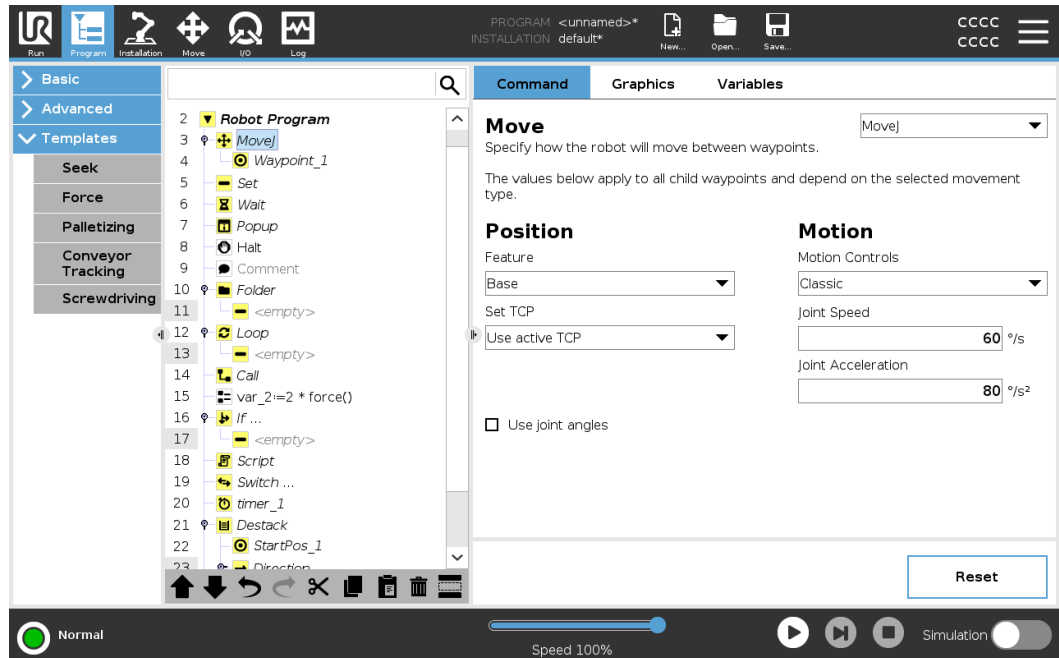 PROGRAM <unnamed>*
INSTALLATION default*
CCCC
CCCC
UR
Run
Program
Installation
Move
I/O
Log
New...
Open...
Save...
Basic
Advanced
Templates
Seek
Force
Palletizing
Conveyor
Tracking
Screwdriving
2 Robot Program
3 MoveJ
4 Waypoint_1
5 Set
6 Wait
7 Popup
8 Halt
9 Comment
10 Folder
11 <empty>
12 Loop
13 <empty>
14 Call
15 var_2:=2 * force()
16 If ...
17 <empty>
18 Script
19 Switch ...
20 timer_1
21 Destack
22 StartPos_1
23 Direction
Command
Graphics
Variables
Move
MoveJ
Specify how the robot will move between waypoints.
The values below apply to all child waypoints and depend on the selected movement
type.
Position
Feature
Base
Set TCP
Use active TCP
Use joint angles
Motion
Motion Controls
Classic
Joint Speed
60 °/s
Joint Acceleration
80 °/s²
Reset
Normal
Speed 100%
Simulation